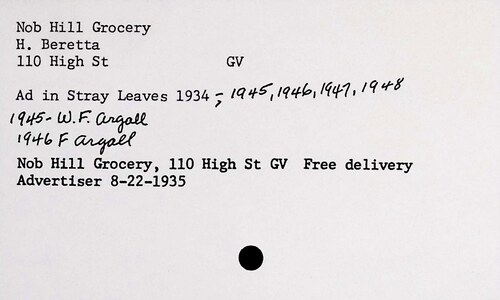 Nob Hill Grocery
H. Beretta
110 High St GV
Ad in Stray Leaves 1934 ; 1945, 1946, 1947, 1948
1945- W.F. Argall
1946 F Argall
Nob Hill Grocery, 110 High St GV Free delivery
Advertiser 8-22-1935